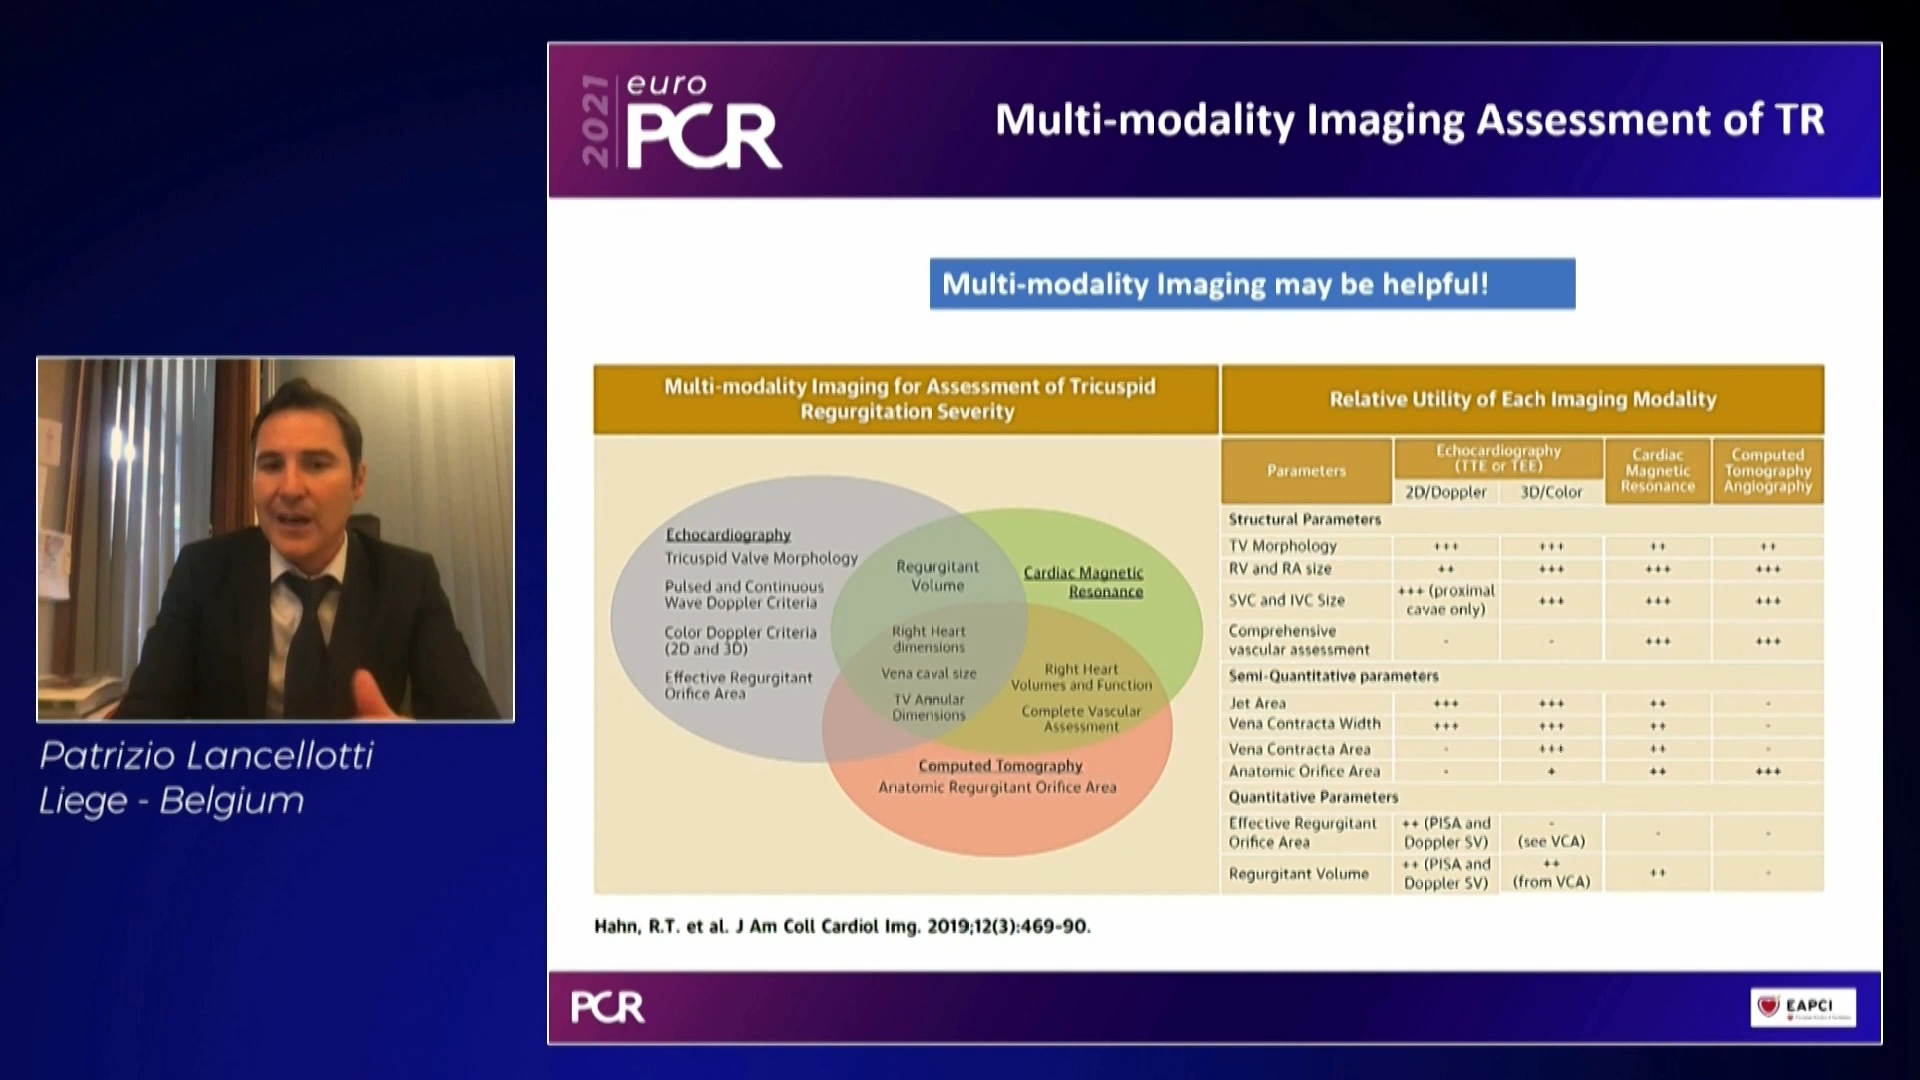 2021
euro
PCR
Multi-modality Imaging Assessment of TR
Multi-modality Imaging may be helpful!
Multi-modality Imaging for Assessment of Tricuspid
Regurgitation Severity
Echocardiography
Tricuspid Valve Morphology
Pulsed and Continuous
Wave Doppler Criteria
Color Doppler Criteria
(2D and 3D)
Effective Regurgitant
Orifice Area
Regurgitant
Volume
Right Heart
dimensions
Vena caval size
TV Annular
Dimensions
Cardiac Magnetic
Resonance
Right Heart
Volumes and Function
Complete Vascular
Assessment
Computed Tomography
Anatomic Regurgitant Orifice Area
Relative Utility of Each Imaging Modality
Parameters
Echocardiography
(TTE or TEE)
2D/Doppler 3D/Color
Cardiac
Magnetic
Resonance
Computed
Tomography
Angiography
Structural Parameters
TV Morphology +++ +++ ++ ++
RV and RA size ++ +++ +++ +++
SVC and IVC Size +++ (proximal
cavae only) +++ +++ +++
Comprehensive
vascular assessment - - +++ +++
Semi-Quantitative parameters
Jet Area +++ +++ ++ -
Vena Contracta Width +++ +++ ++ -
Vena Contracta Area - +++ ++ -
Anatomic Orifice Area - + ++ +++
Quantitative Parameters
Effective Regurgitant
Orifice Area
++ (PISA and
Doppler SV)
-
(see VCA)
- -
Regurgitant Volume
++ (PISA and
Doppler SV)
++
(from VCA)
++ -
Hahn, R.T. et al. J Am Coll Cardiol Img. 2019;12(3):469-90.
Patrizio Lancellotti
Liege - Belgium
PCR
EAPCI